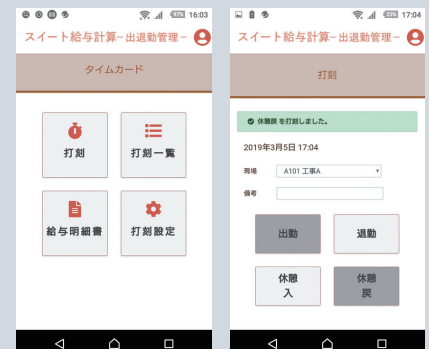 97% 16:03
スイート給与計算－出退勤管理－
タイムカード
打刻
打刻一覧
給与明細書
打刻設定
23% 17:04
スイート給与計算－出退勤管理－
打刻
休憩戻 を打刻しました。
2019年3月5日 17:04
現場 A101 工事A
備考
出勤
退勤
休憩
入
休憩
戻